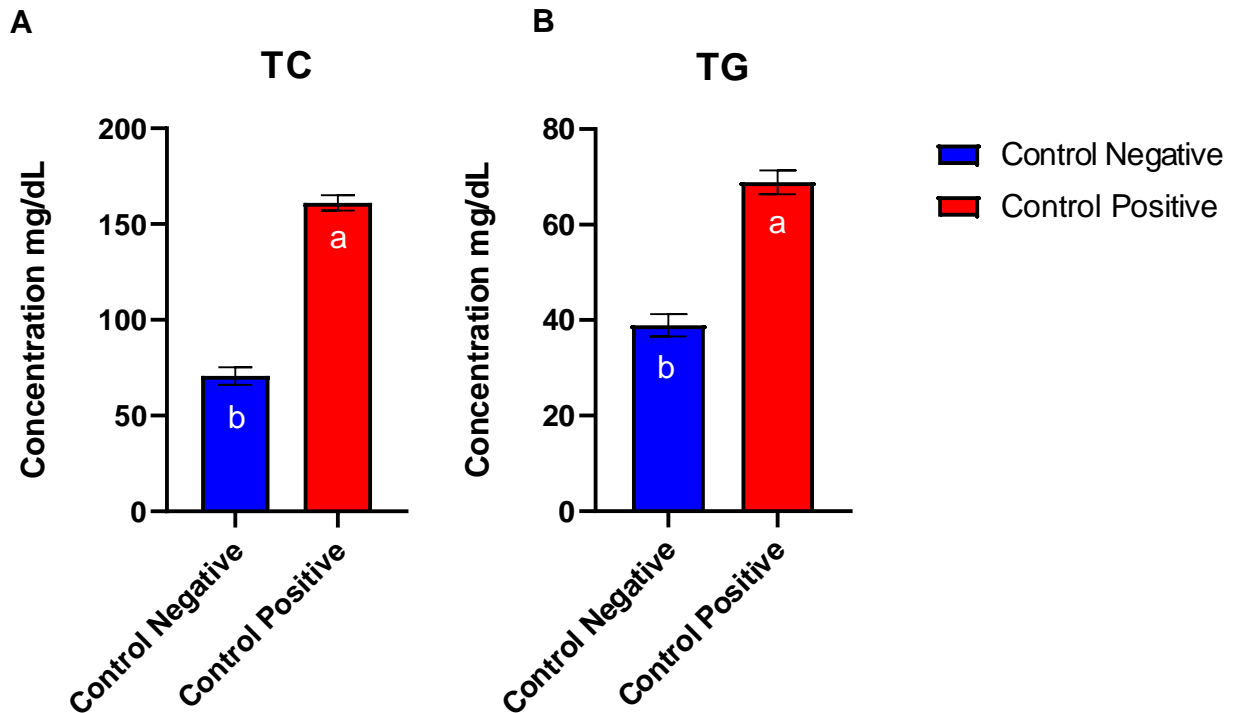 A
TC
Concentration mg/dL
200
150
100
50
0
b
a
Control Negative
Control Positive
B
TG
Concentration mg/dL
80
60
40
20
0
b
a
Control Negative
Control Positive
Control Negative
Control Positive